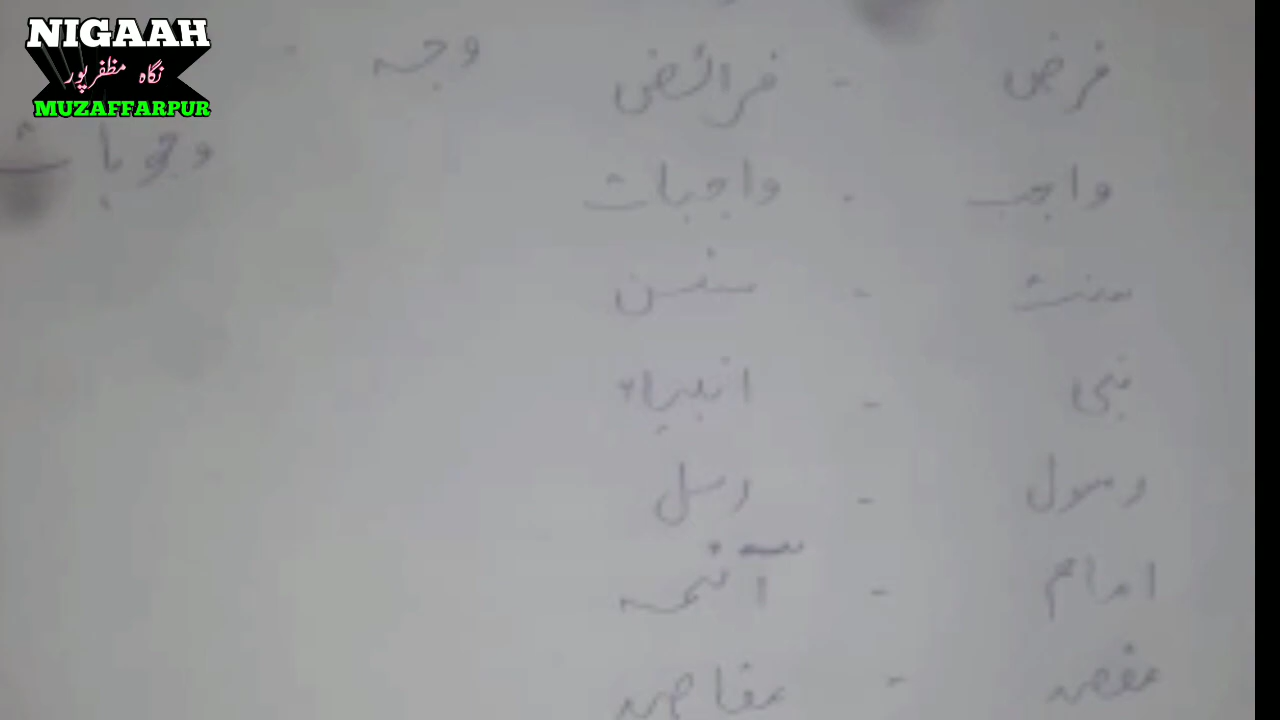 NIGAAH
نگاہ مظفرپور
MUZAFFARPUR
فرض - فرائض
وجہ -
وجوہات
واجب - واجبات
سنت - سنن
نبی - انبیاء
رسول - رسل
امام - آئمہ
مقصد - مقاصد